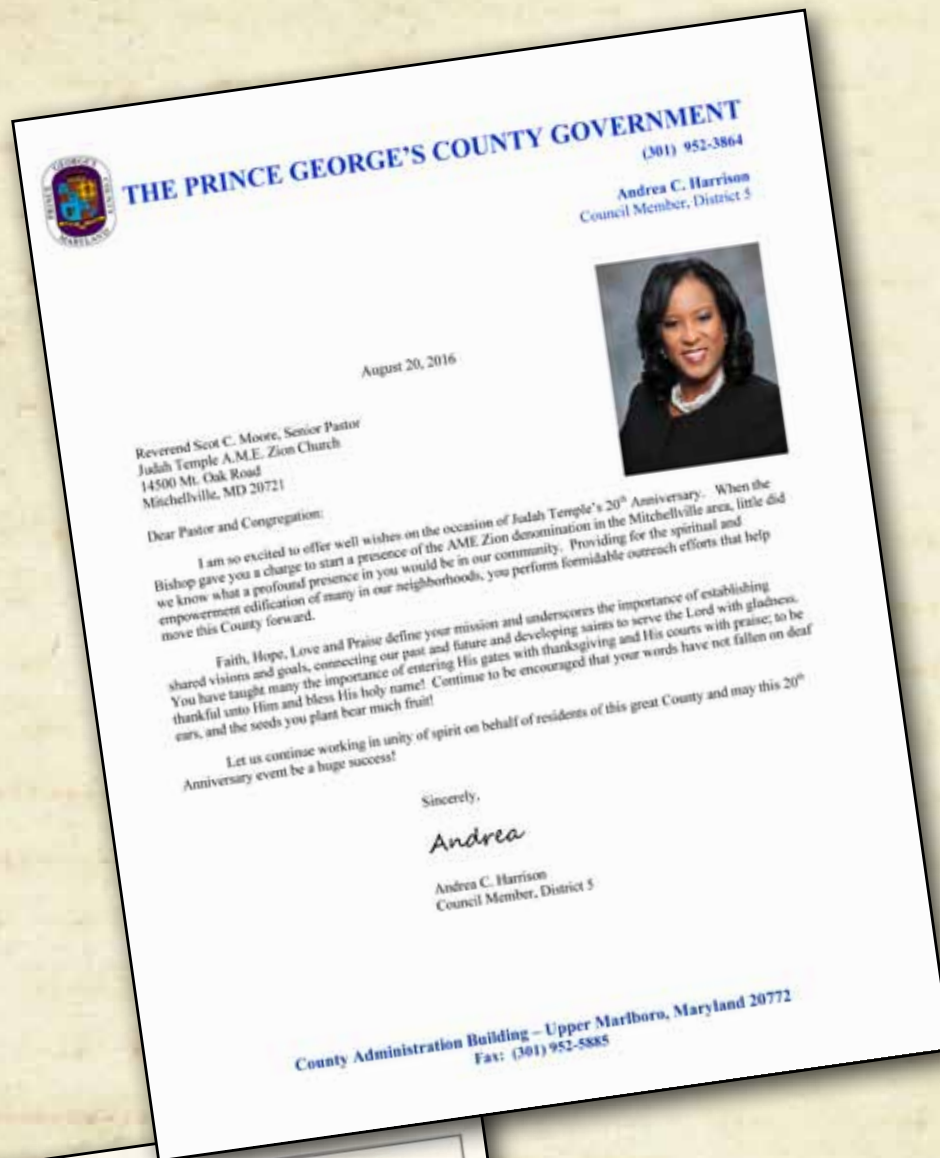 THE PRINCE GEORGE'S COUNTY GOVERNMENT
(301) 952-3864
Andrea C. Harrison
Council Member, District 5
GEORGE'S
PRINCE
COUNTY
MARYLAND
August 20, 2016
Reverend Scot C. Moore, Senior Pastor
Judah Temple A.M.E. Zion Church
14500 Mt. Oak Road
Mitchellville, MD 20721
Dear Pastor and Congregation:
I am so excited to offer well wishes on the occasion of Judah Temple's 20th Anniversary. When the
Bishop gave you a charge to start a presence of the AME Zion denomination in the Mitchellville area, little did
we know what a profound presence in you would be in our community. Providing for the spiritual and
empowerment edification of many in our neighborhoods, you perform formidable outreach efforts that help
move this County forward.
Faith, Hope, Love and Praise define your mission and underscores the importance of establishing
shared visions and goals, connecting our past and future and developing saints to serve the Lord with gladness.
You have taught many the importance of entering His gates with thanksgiving and His courts with praise; to be
thankful unto Him and bless His holy name! Continue to be encouraged that your words have not fallen on deaf
ears, and the seeds you plant bear much fruit!
Let us continue working in unity of spirit on behalf of residents of this great County and may this 20th
Anniversary event be a huge success!
Sincerely,
Andrea
Andrea C. Harrison
Council Member, District 5
County Administration Building – Upper Marlboro, Maryland 20772
Fax: (301) 952-5885